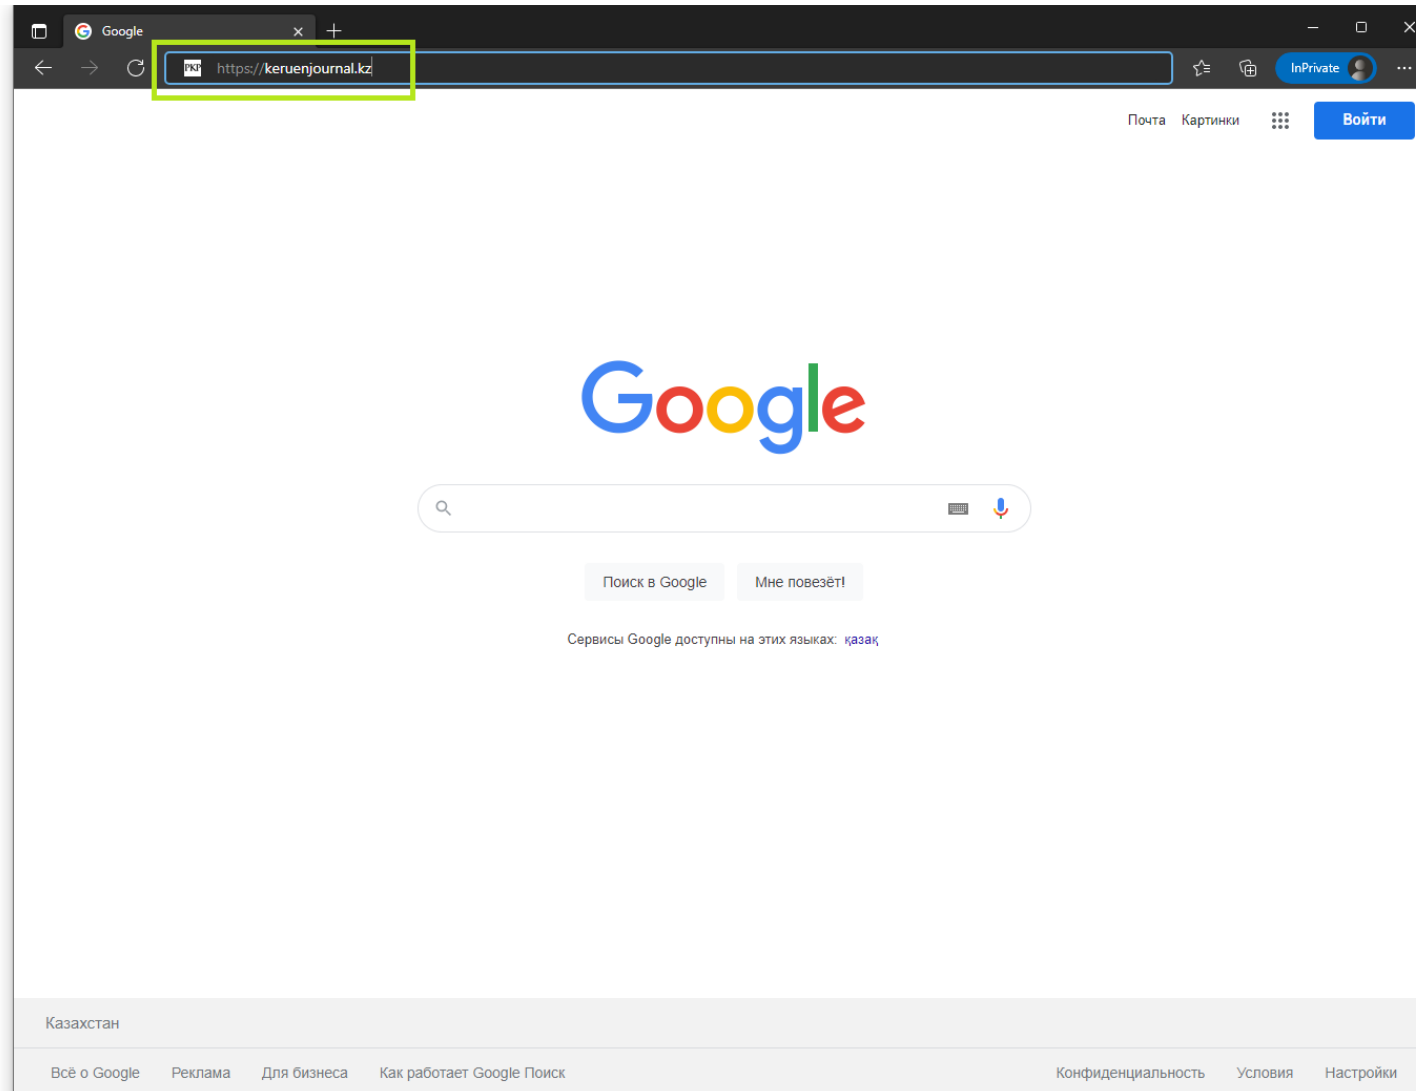 Google
PKP https://keruenjournal.kz
InPrivate
Почта Картинки Войти
Google
Поиск в Google Мне повезёт!
Сервисы Google доступны на этих языках: қазақ
Казахстан
Всё о Google Реклама Для бизнеса Как работает Google Поиск Конфиденциальность Условия Настройки